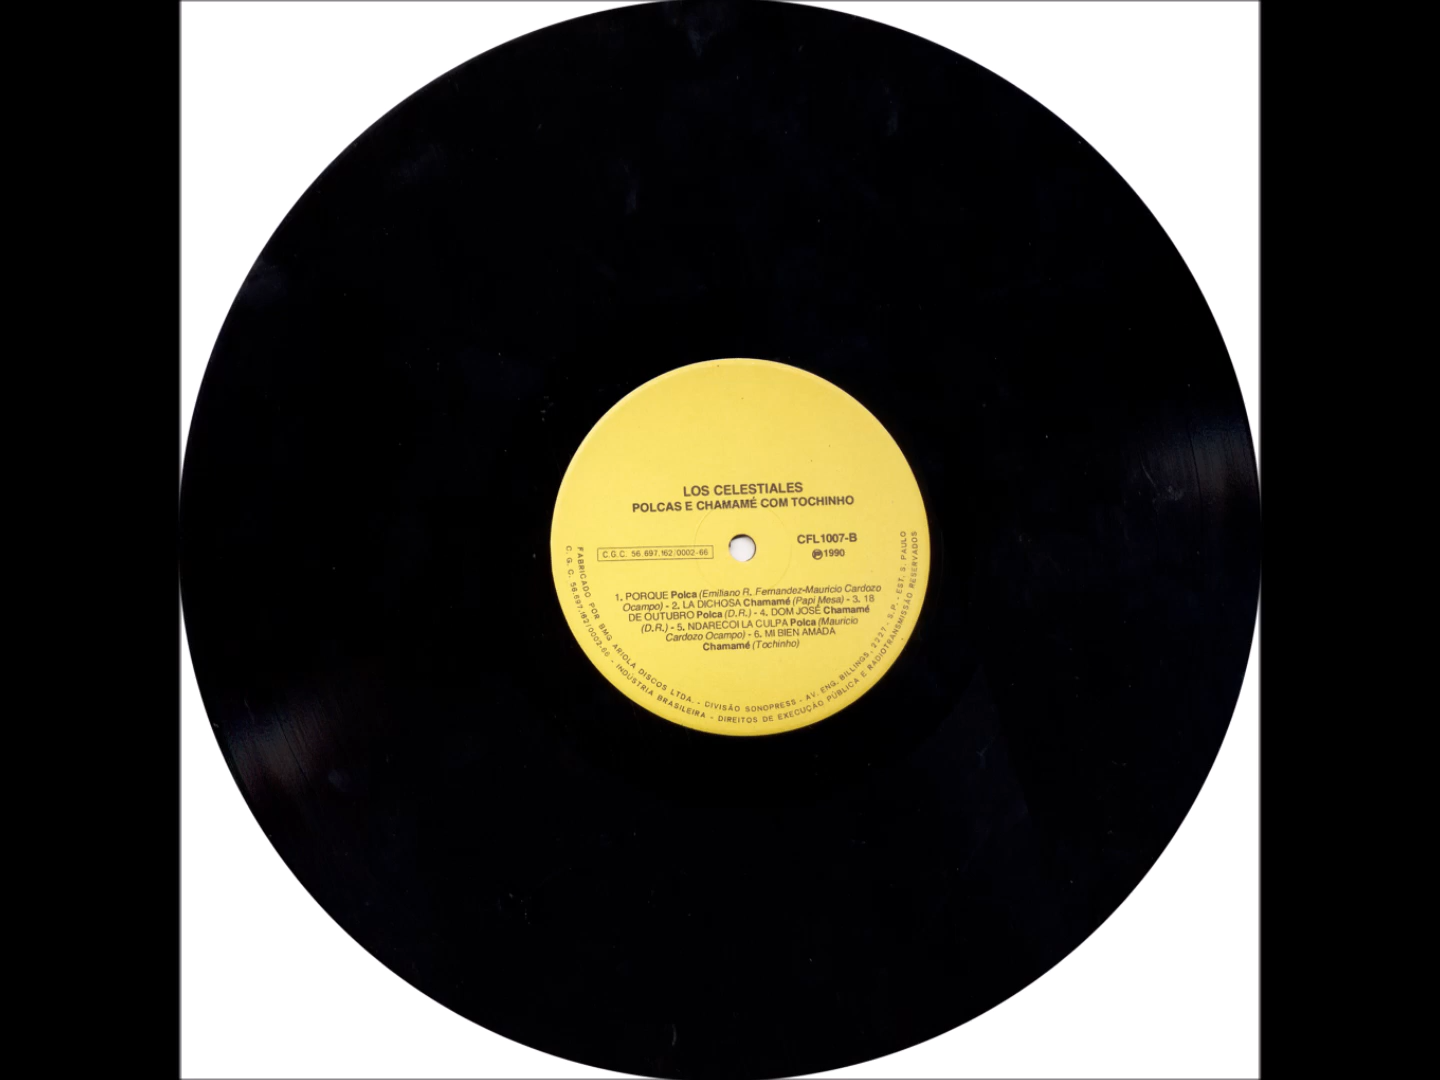 LOS CELESTIALES
POLCAS E CHAMAMÉ COM TOCHINHO
CFL1007-B
C.G.C. 56.697.162/0002-66
℗1990
1. PORQUE Polca (Emiliano R. Fernandez-Mauricio Cardozo
Ocampo) - 2. LA DICHOSA Chamamé (Papi Mesa) - 3. 18
DE OUTUBRO Polca (D.R.) - 4. DOM JOSÉ Chamamé
(D.R.) - 5. NDARECOI LA CULPA Polca (Mauricio
Cardozo Ocampo) - 6. MI BIEN AMADA
Chamamé (Tochinho)
FABRICADO POR BMG ARIOLA DISCOS LTDA. - DIVISÃO SONOPRESS - AV. ENG. BILLINGS, 2227 - S.P. - EST. S. PAULO
C. G. C. 56.697.162/0002-66 - INDÚSTRIA BRASILEIRA - DIREITOS DE EXECUÇÃO PÚBLICA E RADIOTRANSMISSÃO RESERVADOS